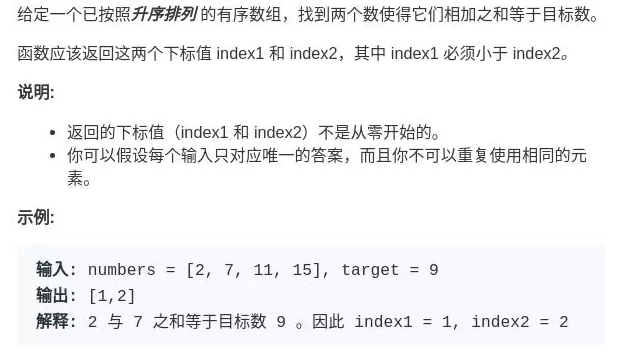 给定一个已按照升序排列 的有序数组，找到两个数使得它们相加之和等于目标数。
函数应该返回这两个下标值 index1 和 index2，其中 index1 必须小于 index2。
说明:
• 返回的下标值（index1 和 index2）不是从零开始的。
• 你可以假设每个输入只对应唯一的答案，而且你不可以重复使用相同的元
素。
示例:
输入: numbers = [2, 7, 11, 15], target = 9
输出: [1,2]
解释: 2 与 7 之和等于目标数 9 。因此 index1 = 1, index2 = 2